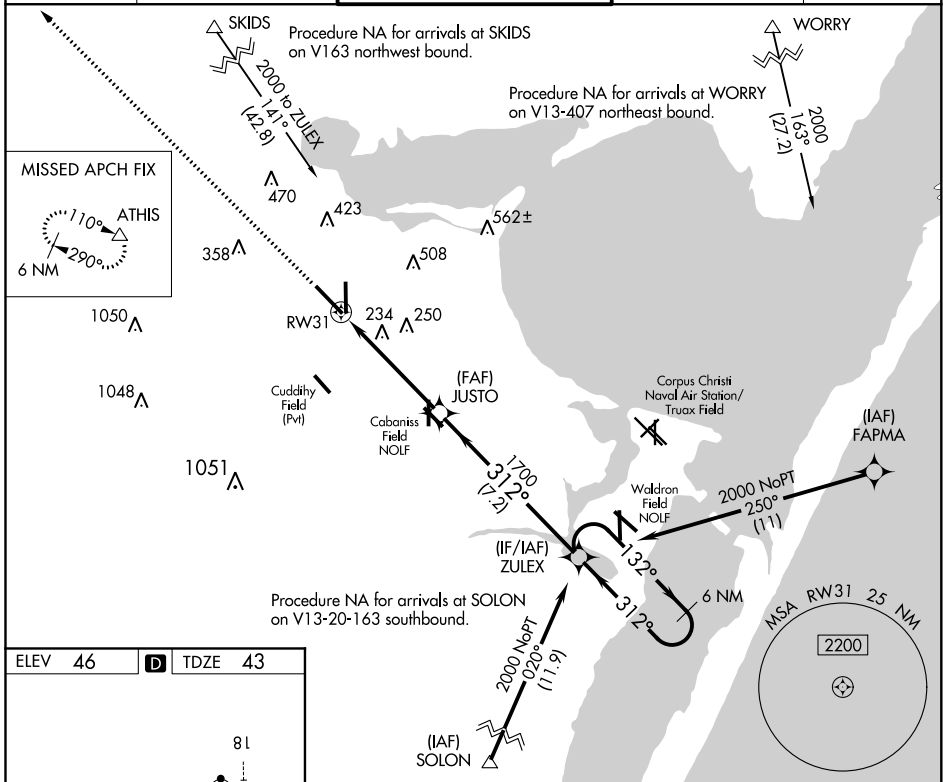 SKIDS
Procedure NA for arrivals at SKIDS
on V163 northwest bound.
WORRY
2000 to ZULEX
141°
(42.8)
Procedure NA for arrivals at WORRY
on V13-407 northeast bound.
2000
163°
(27.2)
MISSED APCH FIX
110°
ATHIS
290°
6 NM
470
423
562±
358
508
1050
RW31
234
250
1048
Cuddihy
Field
(Pvt)
(FAF)
JUSTO
Cabaniss
Field
NOLF
Corpus Christi
Naval Air Station/
Truax Field
(IAF)
FAPMA
1051
1700
312°
(7.2)
2000 NoPT
250°
(11)
Waldron
Field
NOLF
(IF/IAF)
ZULEX
132°
312°
6 NM
Procedure NA for arrivals at SOLON
on V13-20-163 southbound.
MSA RW31 25 NM
2200
2000 NoPT
020°
(11.9)
ELEV 46
D
TDZE 43
18
(IAF)
SOLON